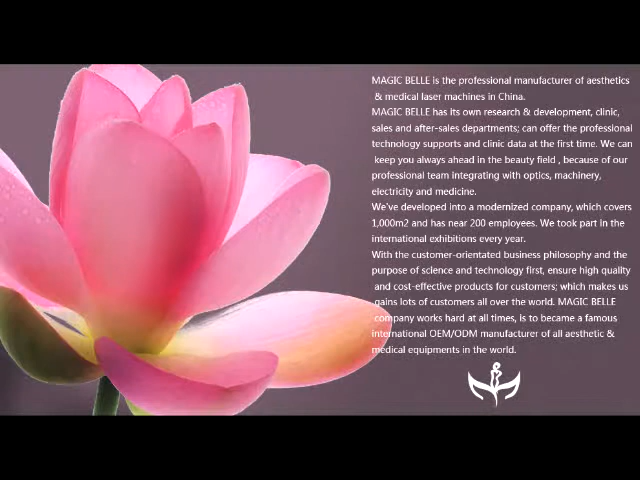 MAGIC BELLE is the professional manufacturer of aesthetics
& medical laser machines in China.
MAGIC BELLE has its own research & development, clinic,
sales and after-sales departments; can offer the professional
technology supports and clinic data at the first time. We can
keep you always ahead in the beauty field , because of our
professional team integrating with optics, machinery,
electricity and medicine.
We've developed into a modernized company, which covers
1,000m2 and has near 200 employees. We took part in the
international exhibitions every year.
With the customer-orientated business philosophy and the
purpose of science and technology first, ensure high quality
and cost-effective products for customers; which makes us
gains lots of customers all over the world. MAGIC BELLE
company works hard at all times, is to became a famous
international OEM/ODM manufacturer of all aesthetic &
medical equipments in the world.